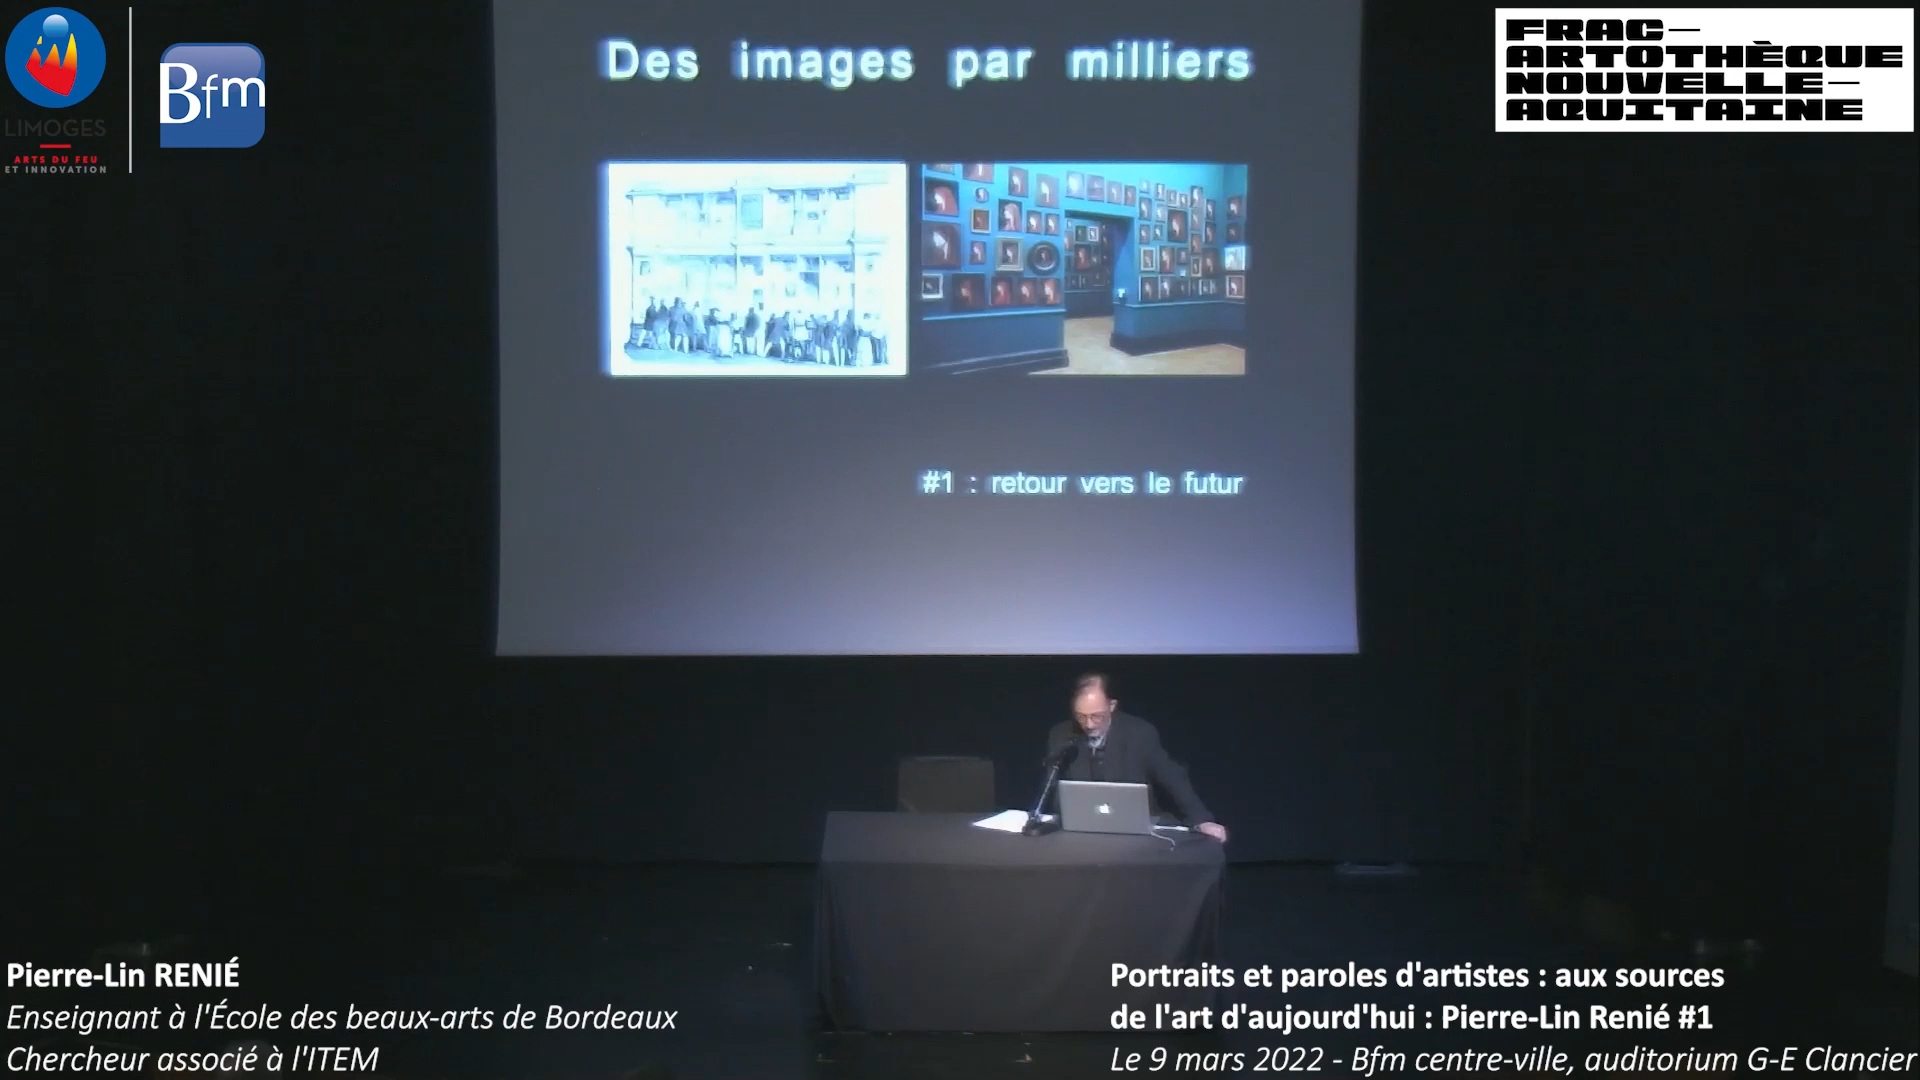 LIMOGES
ARTS DU FEU
ET INNOVATION
Bfm
FRAC—
ARTOTHÈQUE
NOUVELLE—
AQUITAINE
Des images par milliers
#1 : retour vers le futur
Pierre-Lin RENIÉ
Enseignant à l'École des beaux-arts de Bordeaux
Chercheur associé à l'ITEM
Portraits et paroles d'artistes : aux sources
de l'art d'aujourd'hui : Pierre-Lin Renié #1
Le 9 mars 2022 - Bfm centre-ville, auditorium G-E Clancier